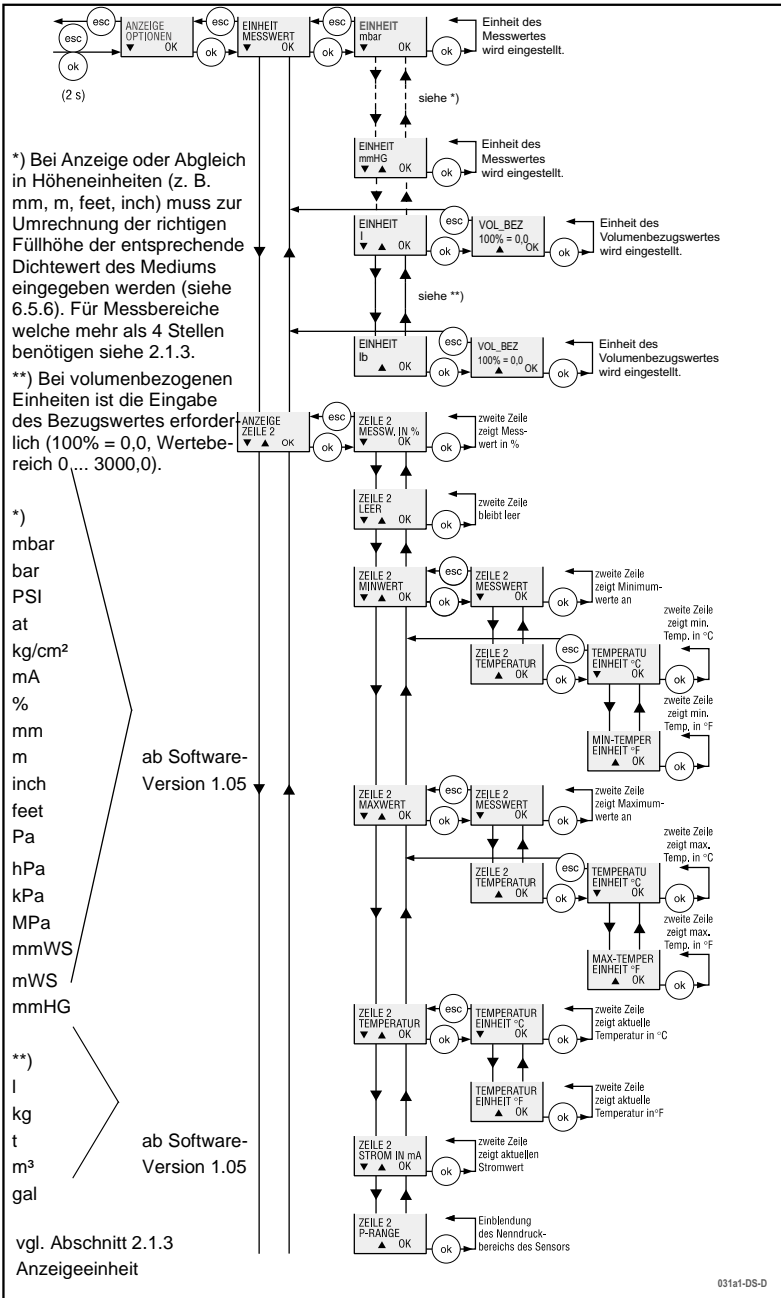 esc
ok
(2 s)
esc
ANZEIGE
OPTIONEN
▼ OK
ok
esc
EINHEIT
MESSWERT
▼ OK
ok
esc
EINHEIT
mbar
▼ OK
ok
Einheit des
Messwertes
wird eingestellt.
siehe *)
EINHEIT
mmHG
▼ ▲ OK
ok
Einheit des
Messwertes
wird eingestellt.
EINHEIT
l
▼ ▲ OK
esc
ok
VOL_BEZ
100% = 0,0
▲ OK
ok
Einheit des
Volumenbezugswertes
wird eingestellt.
siehe **)
EINHEIT
lb
▲ OK
esc
ok
VOL_BEZ
100% = 0,0
▲ OK
ok
Einheit des
Volumenbezugswertes
wird eingestellt.
*) Bei Anzeige oder Abgleich
in Höheneinheiten (z. B.
mm, m, feet, inch) muss zur
Umrechnung der richtigen
Füllhöhe der entsprechende
Dichtewert des Mediums
eingegeben werden (siehe
6.5.6). Für Messbereiche
welche mehr als 4 Stellen
benötigen siehe 2.1.3.
**) Bei volumenbezogenen
Einheiten ist die Eingabe
des Bezugswertes erforder-
lich (100% = 0,0, Wertebe-
reich 0 ... 3000,0).
ANZEIGE
ZEILE 2
▼ ▲ OK
esc
ok
ZEILE 2
MESSW. IN %
▼ ▲ OK
ok
zweite Zeile
zeigt Mess-
wert in %
ZEILE 2
LEER
▼ ▲ OK
ok
zweite Zeile
bleibt leer
ZEILE 2
MINWERT
▼ ▲ OK
esc
ok
ZEILE 2
MESSWERT
▼ ▲ OK
ok
zweite Zeile
zeigt Minimum-
werte an
ZEILE 2
TEMPERATUR
▲ OK
esc
ok
TEMPERATU
EINHEIT °C
▼ OK
ok
zweite Zeile
zeigt min.
Temp. in °C
MIN-TEMPER
EINHEIT °F
▲ OK
ok
zweite Zeile
zeigt min.
Temp. in °F
ZEILE 2
MAXWERT
▼ ▲ OK
esc
ok
ZEILE 2
MESSWERT
▼ ▲ OK
ok
zweite Zeile
zeigt Maximum-
werte an
ZEILE 2
TEMPERATUR
▲ OK
esc
ok
TEMPERATU
EINHEIT °C
▼ OK
ok
zweite Zeile
zeigt max.
Temp. in °C
MAX-TEMPER
EINHEIT °F
▲ OK
ok
zweite Zeile
zeigt max.
Temp. in °F
ZEILE 2
TEMPERATUR
▼ ▲ OK
esc
ok
TEMPERATUR
EINHEIT °C
▼ ▲ OK
ok
zweite Zeile
zeigt aktuelle
Temperatur in °C
TEMPERATUR
EINHEIT °F
▲ OK
ok
zweite Zeile
zeigt aktuelle
Temperatur in°F
ZEILE 2
STROM IN mA
▼ ▲ OK
ok
zweite Zeile
zeigt aktuellen
Stromwert
ZEILE 2
P-RANGE
▲ OK
ok
Einblendung
des Nenndruck-
bereichs des Sensors
*)
mbar
bar
PSI
at
kg/cm²
mA
%
mm
m
inch
feet
Pa
hPa
kPa
MPa
mmWS
mWS
mmHG
ab Software-
Version 1.05
**)
l
kg
t
m³
gal
ab Software-
Version 1.05
vgl. Abschnitt 2.1.3
Anzeigeeinheit
031a1-DS-D